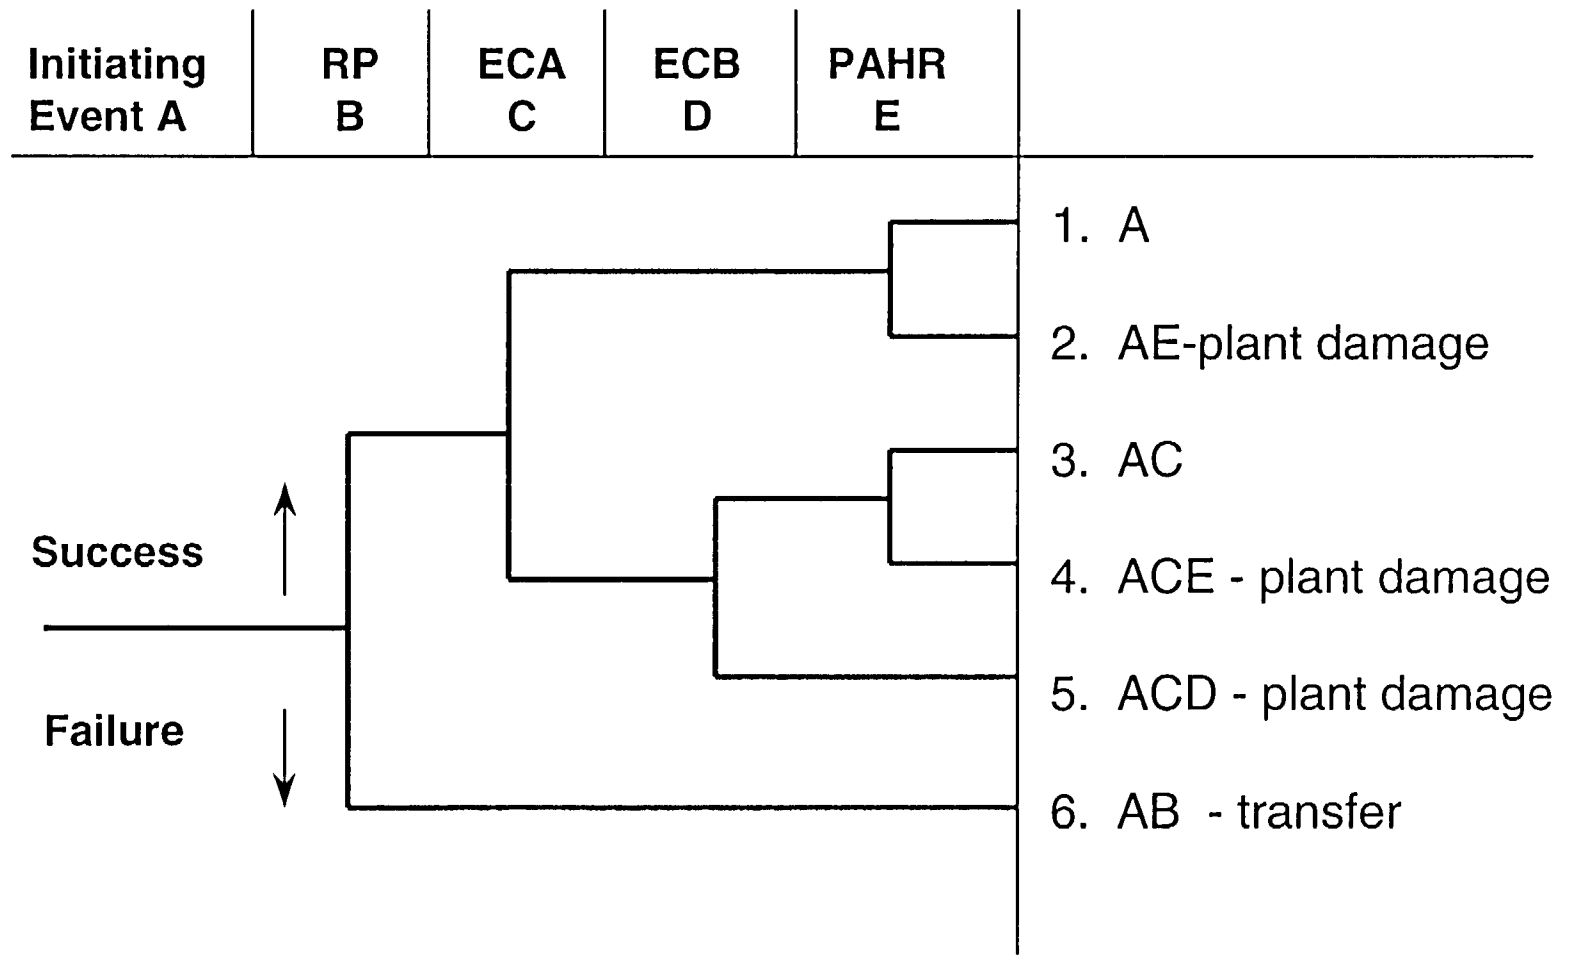 Initiating
Event A
RP
B
ECA
C
ECB
D
PAHR
E
1. A
2. AE-plant damage
3. AC
Success
4. ACE - plant damage
5. ACD - plant damage
Failure
6. AB - transfer